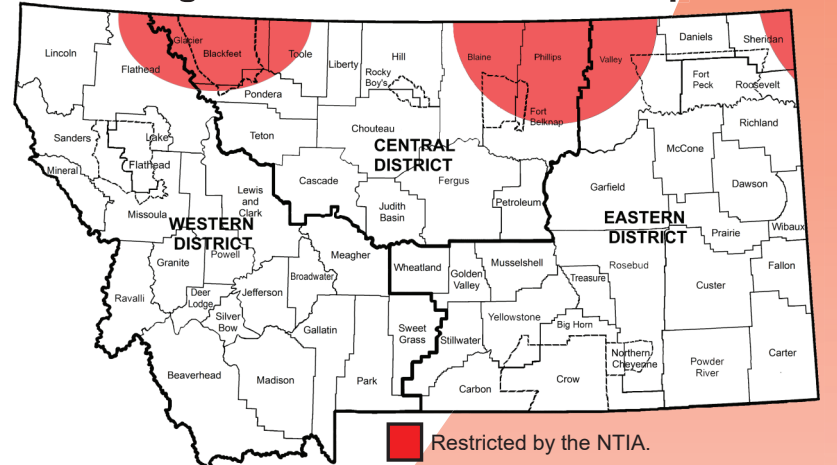 Lincoln
Flathead
Glacier
Blackfeet
Toole
Liberty
Hill
Rocky
Boy's
Blaine
Phillips
Valley
Daniels
Sheridan
Fort
Peck
Roosevelt
Pondera
Fort
Belknap
Richland
Sanders
Lake
Flathead
Teton
Chouteau
CENTRAL
DISTRICT
Fergus
McCone
Mineral
Lewis
and
Clark
Cascade
Judith
Basin
Petroleum
Garfield
Dawson
Missoula
WESTERN
DISTRICT
EASTERN
DISTRICT
Prairie
Wibaux
Granite
Powell
Meagher
Wheatland
Golden
Valley
Musselshell
Rosebud
Treasure
Custer
Fallon
Ravalli
Deer
Lodge
Jefferson
Broadwater
Silver
Bow
Gallatin
Sweet
Grass
Stillwater
Yellowstone
Big Horn
Northern
Cheyenne
Powder
River
Carter
Beaverhead
Madison
Park
Carbon
Crow
Restricted by the NTIA.